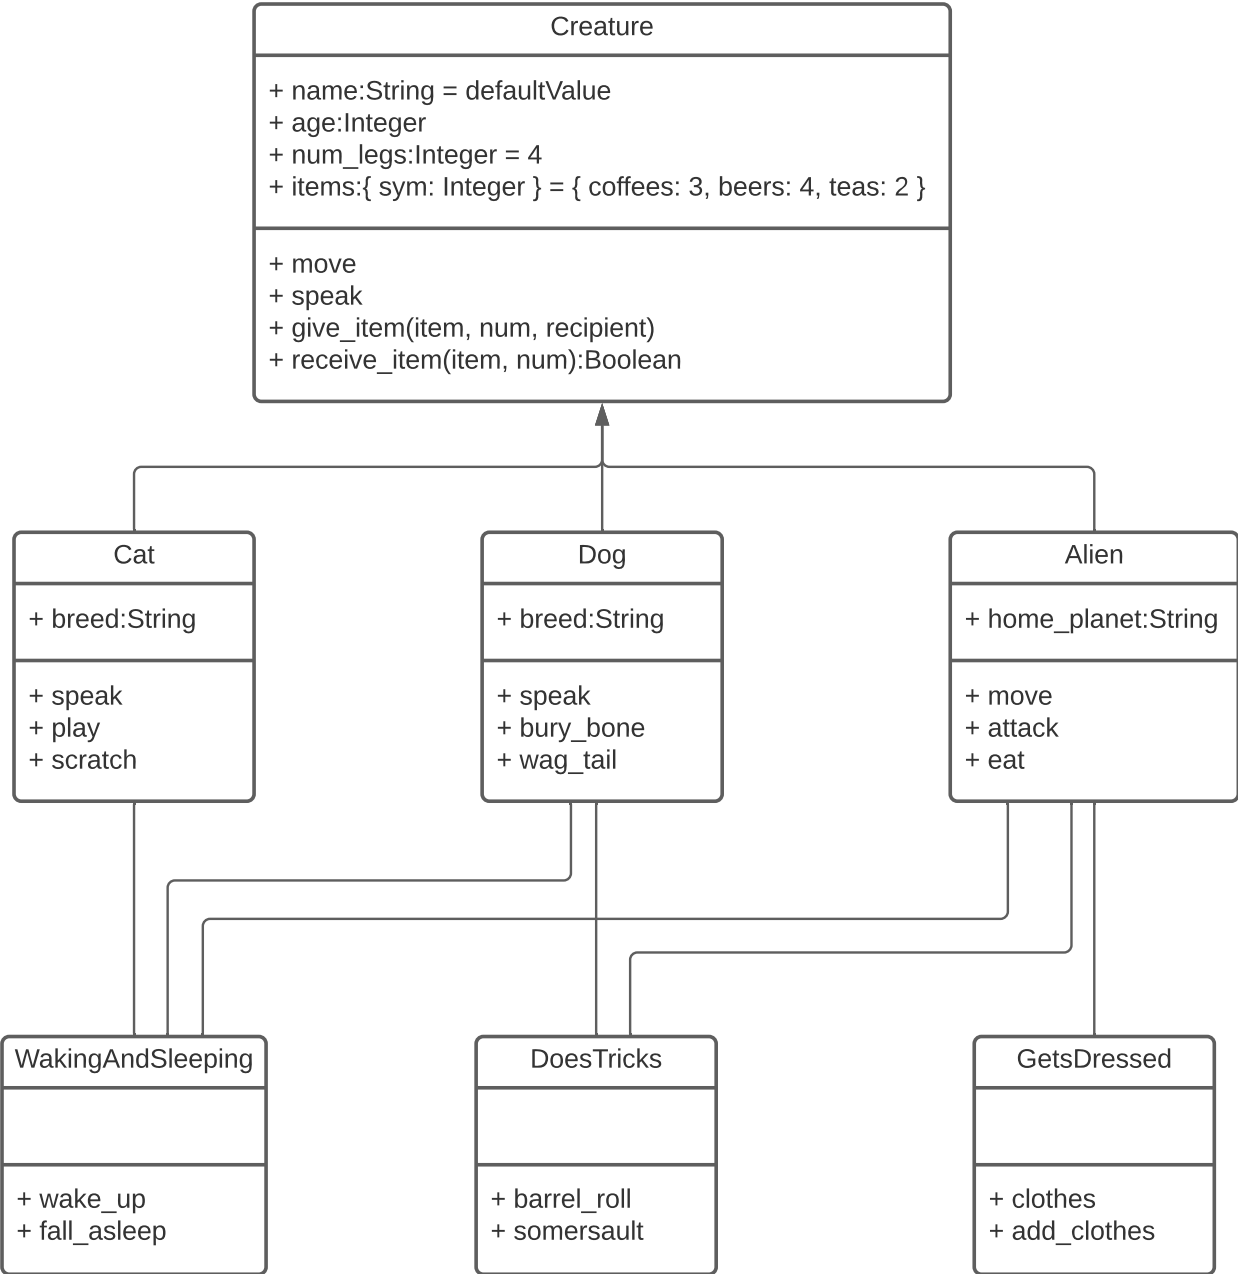 Creature
+ name:String = defaultValue
+ age:Integer
+ num_legs:Integer = 4
+ items:{ sym: Integer } = { coffees: 3, beers: 4, teas: 2 }
+ move
+ speak
+ give_item(item, num, recipient)
+ receive_item(item, num):Boolean
Cat
+ breed:String
+ speak
+ play
+ scratch
Dog
+ breed:String
+ speak
+ bury_bone
+ wag_tail
Alien
+ home_planet:String
+ move
+ attack
+ eat
WakingAndSleeping
+ wake_up
+ fall_asleep
DoesTricks
+ barrel_roll
+ somersault
GetsDressed
+ clothes
+ add_clothes